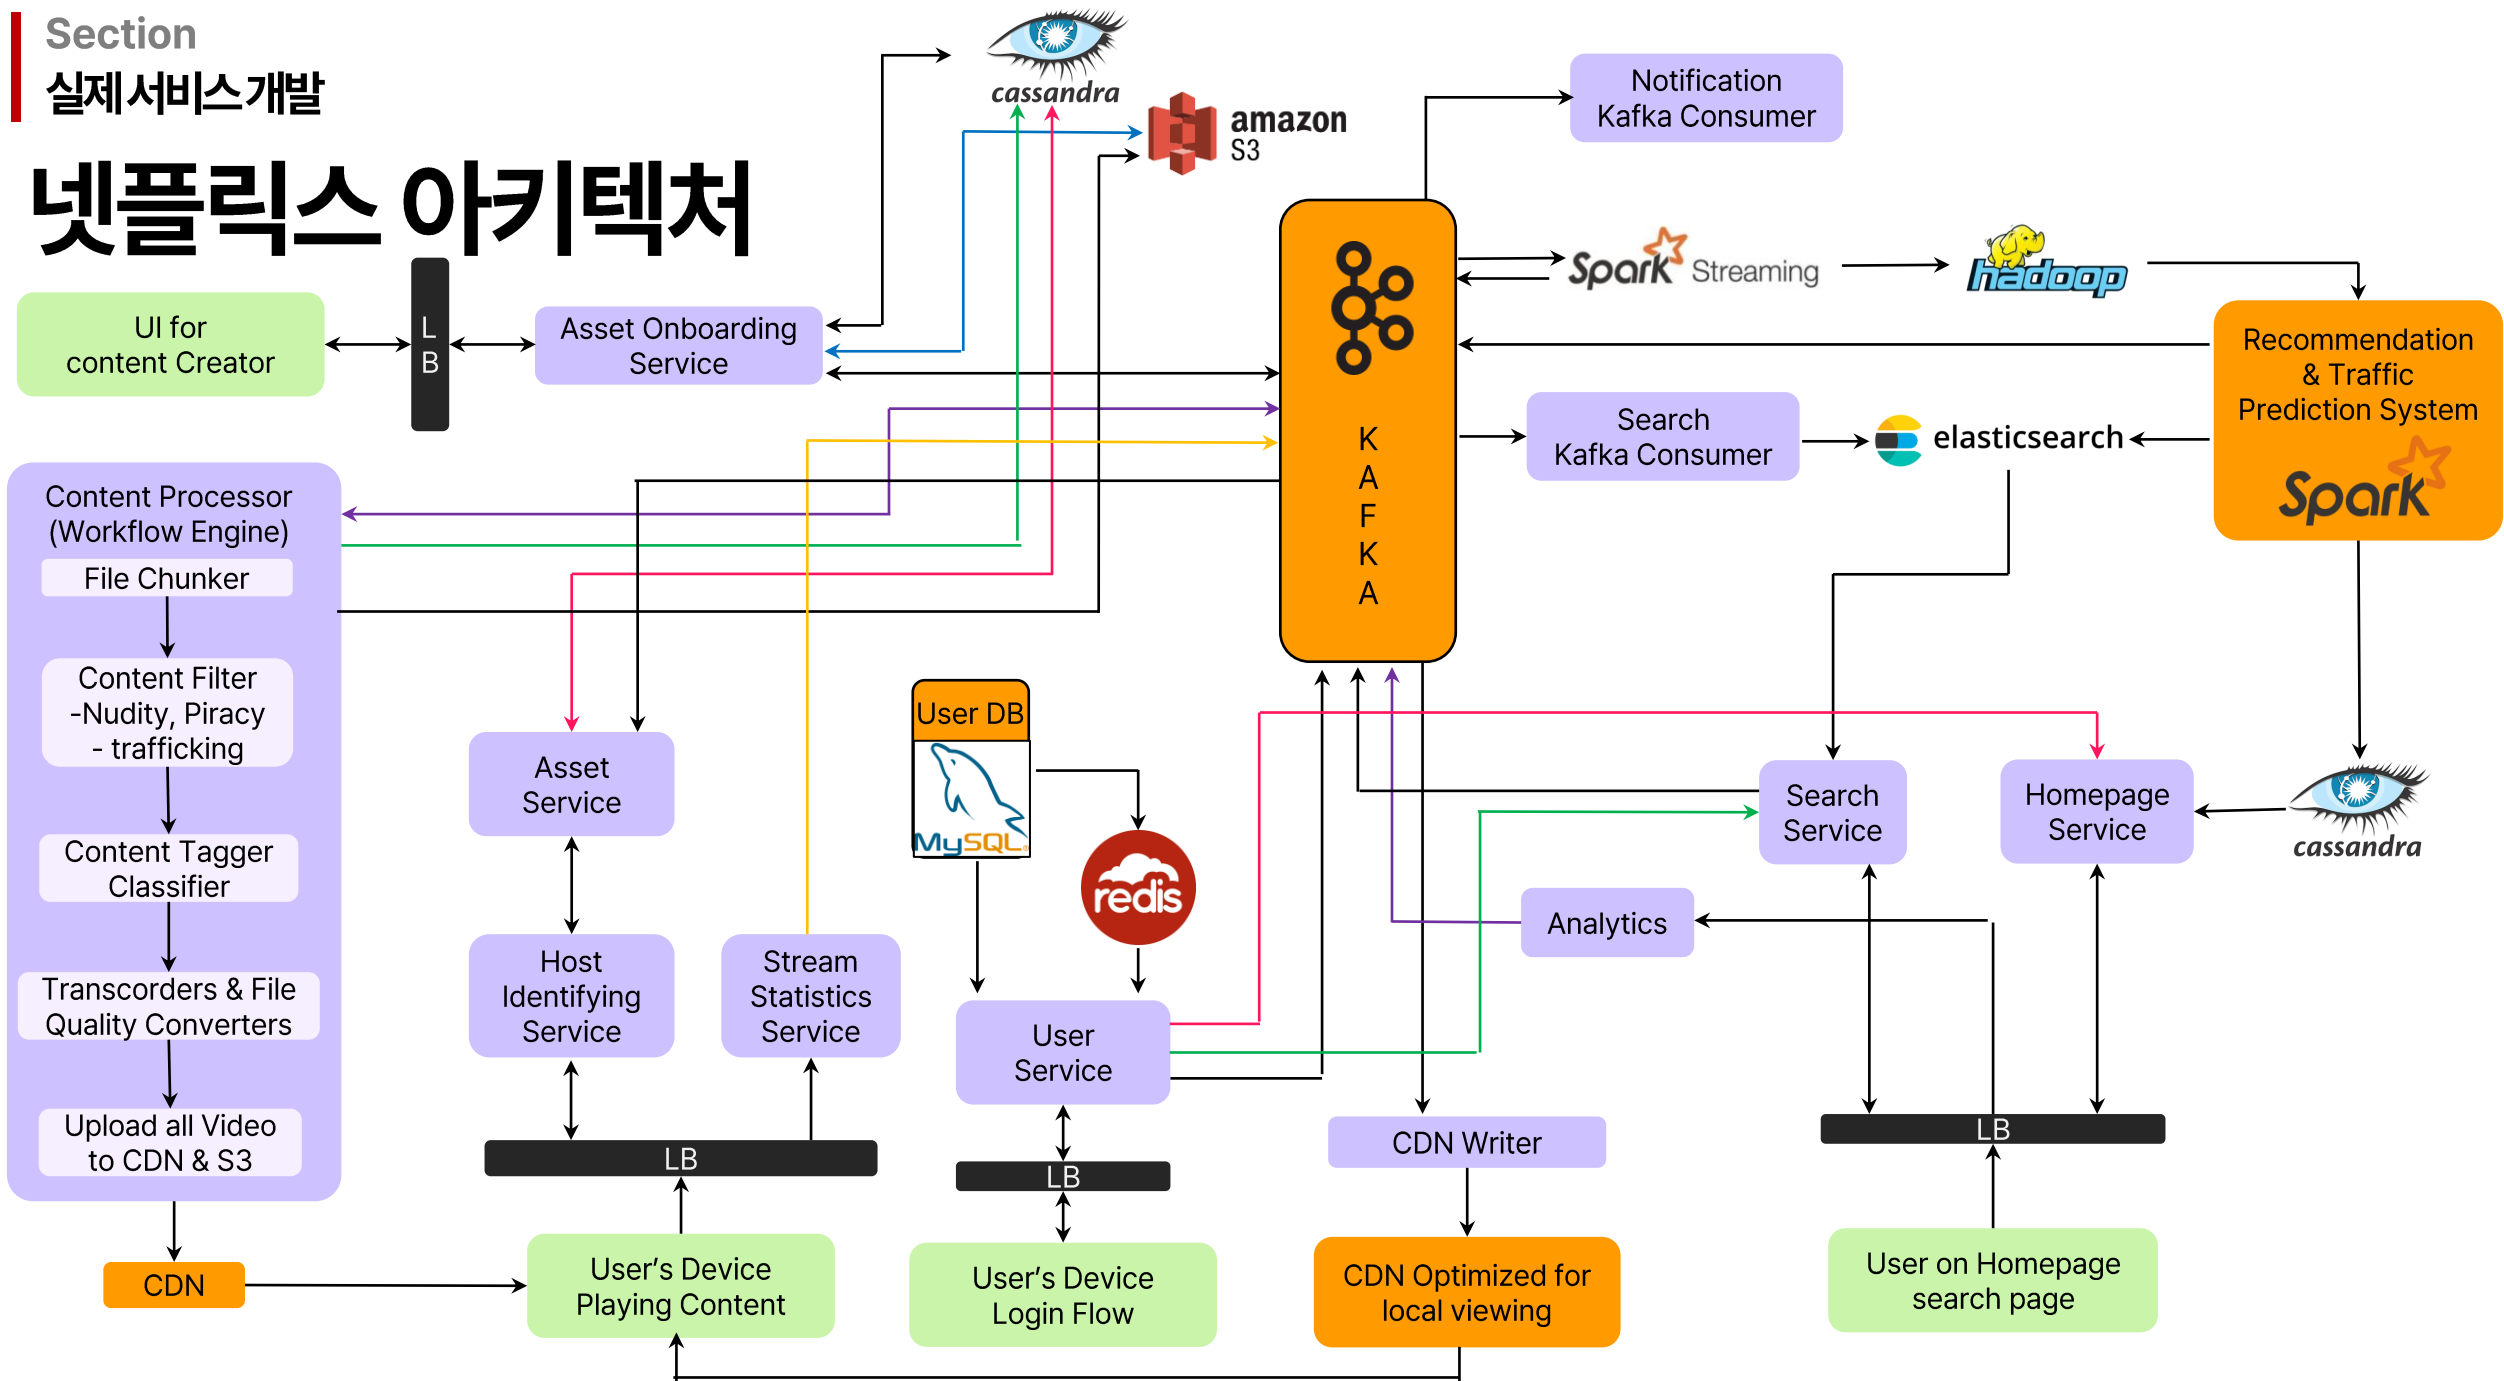 Section
실제 서비스 개발
넷플릭스 아키텍처
cassandra
amazon
S3
Notification
Kafka Consumer
UI for
content Creator
L
B
Asset Onboarding
Service
K
A
F
K
A
Spark Streaming
hadoop
Recommendation
& Traffic
Prediction System
Spark
Search
Kafka Consumer
elasticsearch
Content Processor
(Workflow Engine)
File Chunker
Content Filter
-Nudity, Piracy
- trafficking
Content Tagger
Classifier
Transcorders & File
Quality Converters
Upload all Video
to CDN & S3
CDN
Asset
Service
Host
Identifying
Service
Stream
Statistics
Service
LB
User's Device
Playing Content
User DB
MySQL®
redis
User
Service
LB
User's Device
Login Flow
CDN Writer
CDN Optimized for
local viewing
Search
Service
Homepage
Service
cassandra
Analytics
LB
User on Homepage
search page